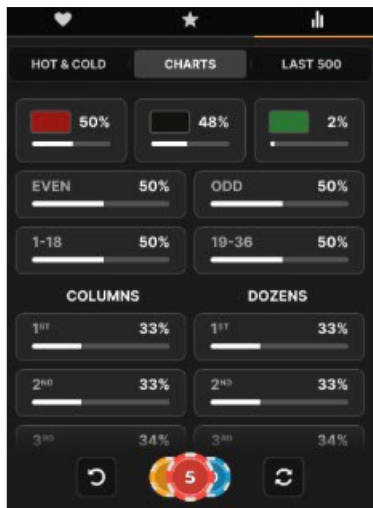 HOT & COLD CHARTS LAST 500
50% 48% 2%
EVEN 50% ODD 50%
1-18 50% 19-36 50%
COLUMNS DOZENS
1ST 33% 1ST 33%
2ND 33% 2ND 33%
3RD 34% 3RD 34%
5